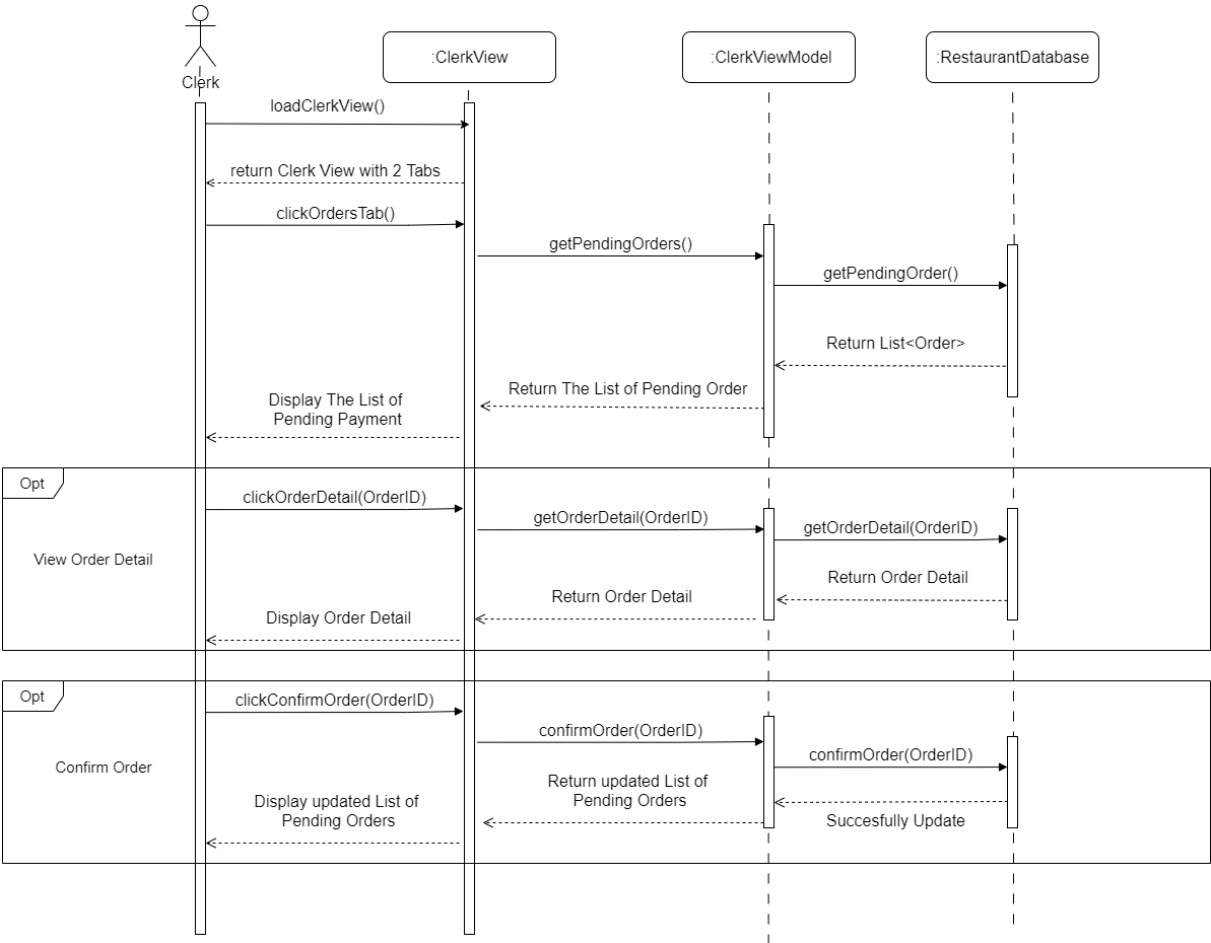 Clerk
:ClerkView
:ClerkViewModel
:RestaurantDatabase
loadClerkView()
return Clerk View with 2 Tabs
clickOrdersTab()
getPendingOrders()
getPendingOrder()
Return List<Order>
Return The List of Pending Order
Display The List of
Pending Payment
Opt
View Order Detail
clickOrderDetail(OrderID)
getOrderDetail(OrderID)
getOrderDetail(OrderID)
Return Order Detail
Return Order Detail
Display Order Detail
Opt
Confirm Order
clickConfirmOrder(OrderID)
confirmOrder(OrderID)
confirmOrder(OrderID)
Return updated List of
Pending Orders
Succesfully Update
Display updated List of
Pending Orders